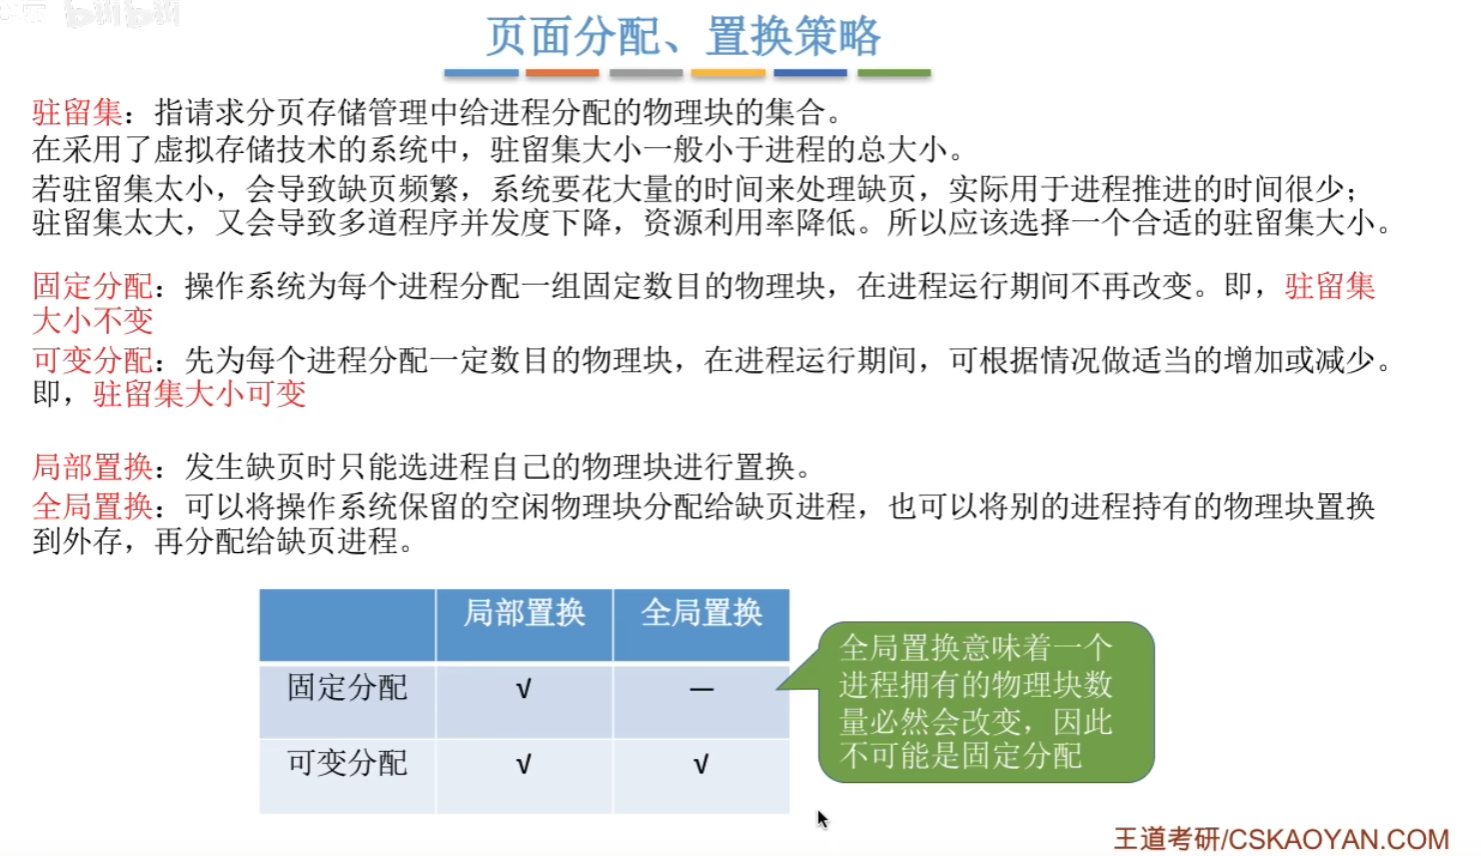 页面分配、置换策略
驻留集：指请求分页存储管理中给进程分配的物理块的集合。
在采用了虚拟存储技术的系统中，驻留集大小一般小于进程的总大小。
若驻留集太小，会导致缺页频繁，系统要花大量的时间来处理缺页，实际用于进程推进的时间很少；
驻留集太大，又会导致多道程序并发度下降，资源利用率降低。所以应该选择一个合适的驻留集大小。
固定分配：操作系统为每个进程分配一组固定数目的物理块，在进程运行期间不再改变。即，驻留集
大小不变
可变分配：先为每个进程分配一定数目的物理块，在进程运行期间，可根据情况做适当的增加或减少。
即，驻留集大小可变
局部置换：发生缺页时只能选进程自己的物理块进行置换。
全局置换：可以将操作系统保留的空闲物理块分配给缺页进程，也可以将别的进程持有的物理块置换
到外存，再分配给缺页进程。
局部置换 全局置换
固定分配 √ —
可变分配 √ √
全局置换意味着一个
进程拥有的物理块数
量必然会改变，因此
不可能是固定分配
王道考研/CSKAOYAN.COM